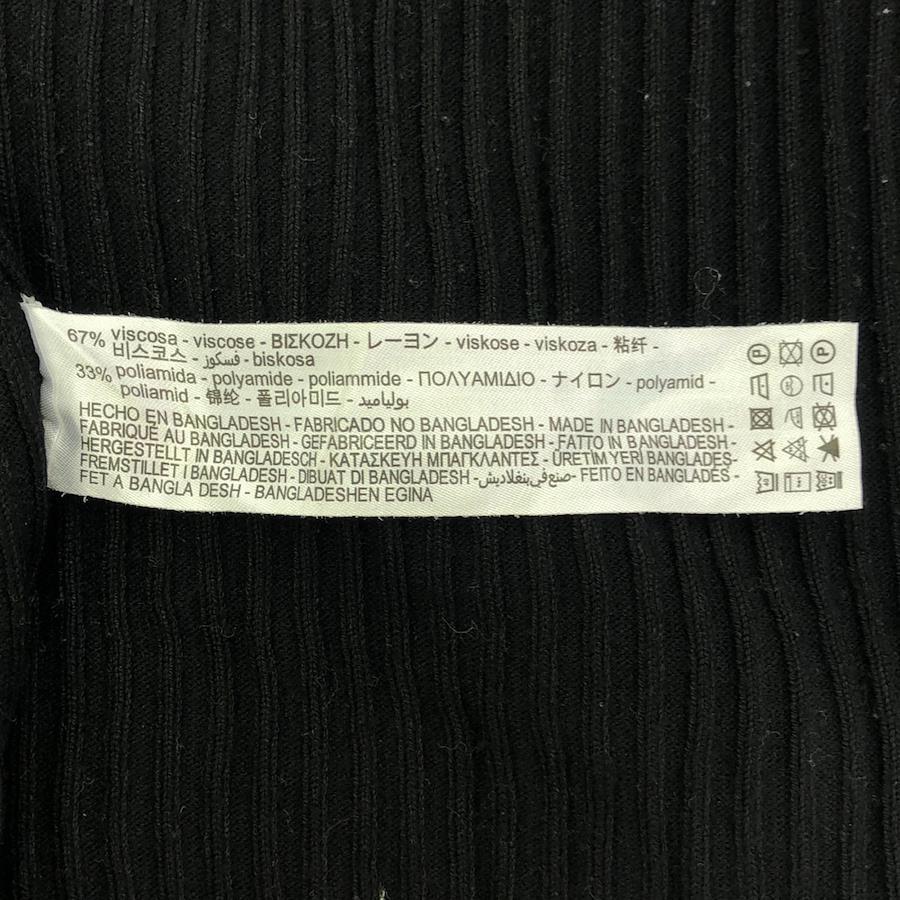 67% viscosa - viscose - ΒΙΣΚΟΖΗ - レーヨン - viskose - viskoza - 粘纤 -
비스코스 - فسكوز - biskosa
33% poliamida - polyamide - poliammide - ΠΟΛΥΑΜΙΔΙΟ - ナイロン - polyamid -
poliamid - 锦纶 - 폴리아미드 - بولياميد
HECHO EN BANGLADESH - FABRICADO NO BANGLADESH - MADE IN BANGLADESH -
FABRIQUÉ AU BANGLADESH - GEFABRICEERD IN BANGLADESH - FATTO IN BANGLADESH -
HERGESTELLT IN BANGLADESCH - ΚΑΤΑΣΚΕΥΗ ΜΠΑΓΚΛΑΝΤΕΣ - ÜRETIM YERI BANGLADEŞ-
FREMSTILLET I BANGLADESH - DIBUAT DI BANGLADESH -صنع في بنغلاديش- FEITO EN BANGLADÉS -
FET A BANGLA DESH - BANGLADESHEN EGINA
P P